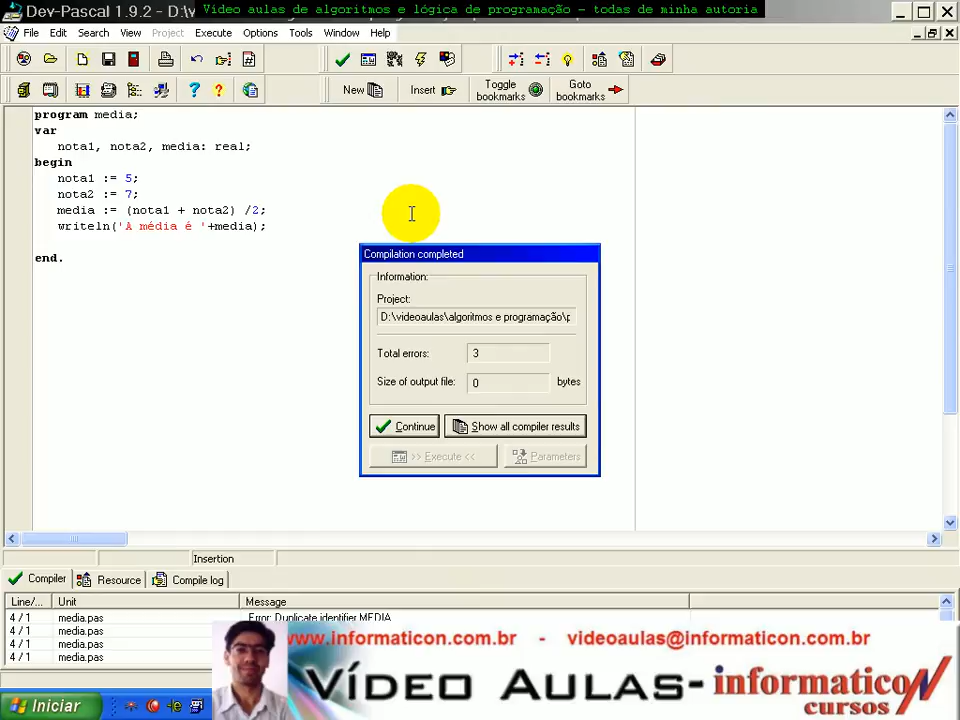 Dev-Pascal 1.9.2 - D:\v
Vídeo aulas de algoritmos e lógica de programação - todas de minha autoria
File Edit Search View Project Execute Options Tools Window Help
New Insert Toggle bookmarks Goto bookmarks
program media;
var
nota1, nota2, media: real;
begin
nota1 := 5;
nota2 := 7;
media := (nota1 + nota2) /2;
writeln('A média é '+media);
end.
Compilation completed
Information:
Project:
D:\videoaulas\algoritmos e programação\p
Total errors: 3
Size of output file: 0 bytes
Continue Show all compiler results
>> Execute << Parameters
Insertion
Compiler Resource Compile log
Line/... Unit Message
4 / 1 media.pas Error: Duplicate identifier MEDIA
4 / 1 media.pas
4 / 1 media.pas
4 / 1 media.pas
www.informaticon.com.br - videoaulas@informaticon.com.br
Vídeo Aulas- informaticon
cursos
Iniciar